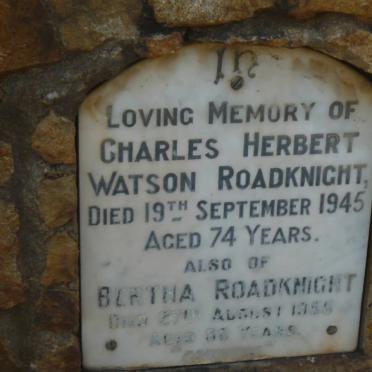 In
LOVING MEMORY OF
CHARLES HERBERT
WATSON ROADKNIGHT,
DIED 19TH SEPTEMBER 1945
AGED 74 YEARS.
ALSO OF
BERTHA ROADKNIGHT
DIED 27TH AUGUST
AGED YEARS.